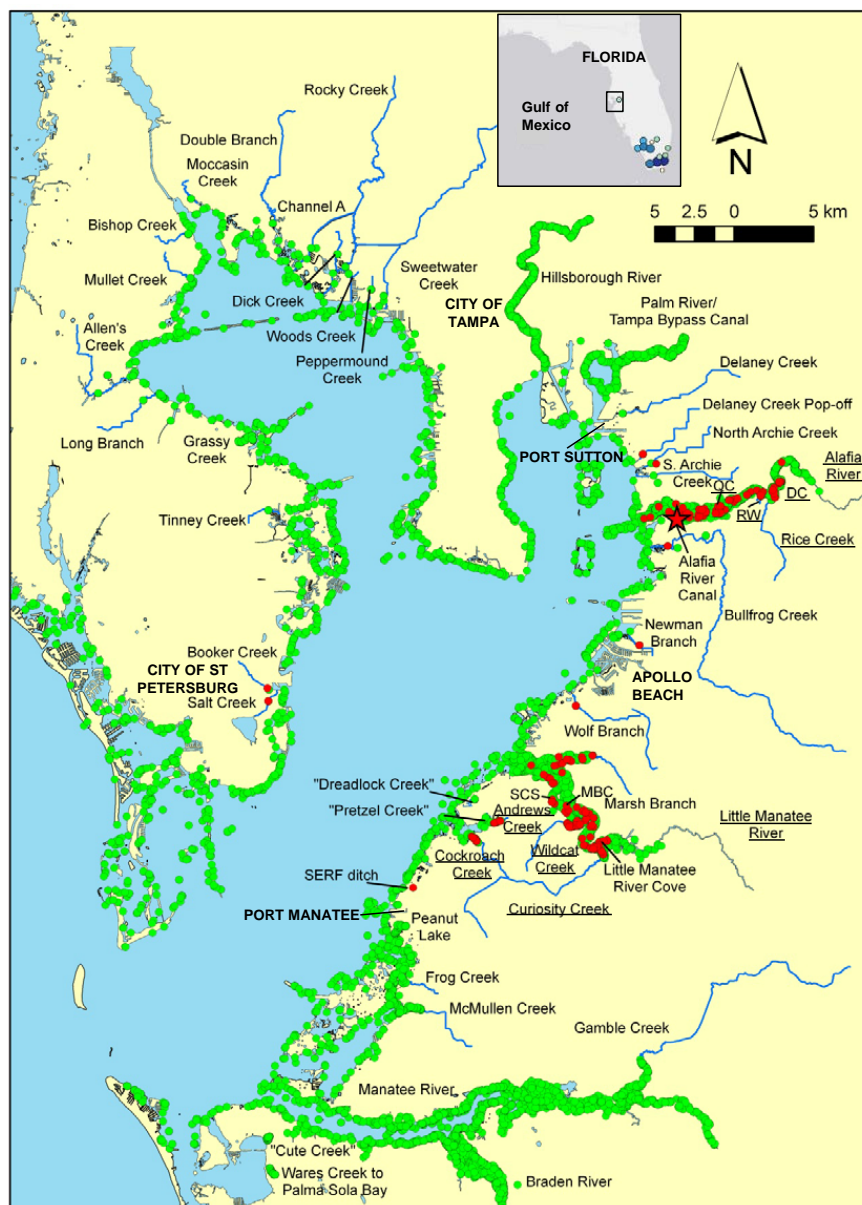 FLORIDA
Gulf of
Mexico
N
5 2.5 0 5 km
Rocky Creek
Double Branch
Moccasin
Creek
Channel A
Bishop Creek
Mullet Creek
Dick Creek
Sweetwater
Creek
CITY OF
TAMPA
Hillsborough River
Palm River/
Tampa Bypass Canal
Woods Creek
Allen's
Creek
Peppermound
Creek
Delaney Creek
Delaney Creek Pop-off
Long Branch
Grassy
Creek
North Archie Creek
PORT SUTTON
S. Archie
Creek
Alafia
River
OC
DC
RW
Tinney Creek
Rice Creek
Alafia
River
Canal
Bullfrog Creek
Newman
Branch
Booker Creek
CITY OF ST
PETERSBURG
Salt Creek
APOLLO
BEACH
Wolf Branch
"Dreadlock Creek"
SCS
MBC
"Pretzel Creek"
Andrews
Creek
Marsh Branch
Little Manatee
River
Cockroach
Creek
Wildcat
Creek
SERF ditch
Little Manatee
River Cove
Curiosity Creek
PORT MANATEE
Peanut
Lake
Frog Creek
McMullen Creek
Gamble Creek
Manatee River
"Cute Creek"
Wares Creek to
Palma Sola Bay
Braden River